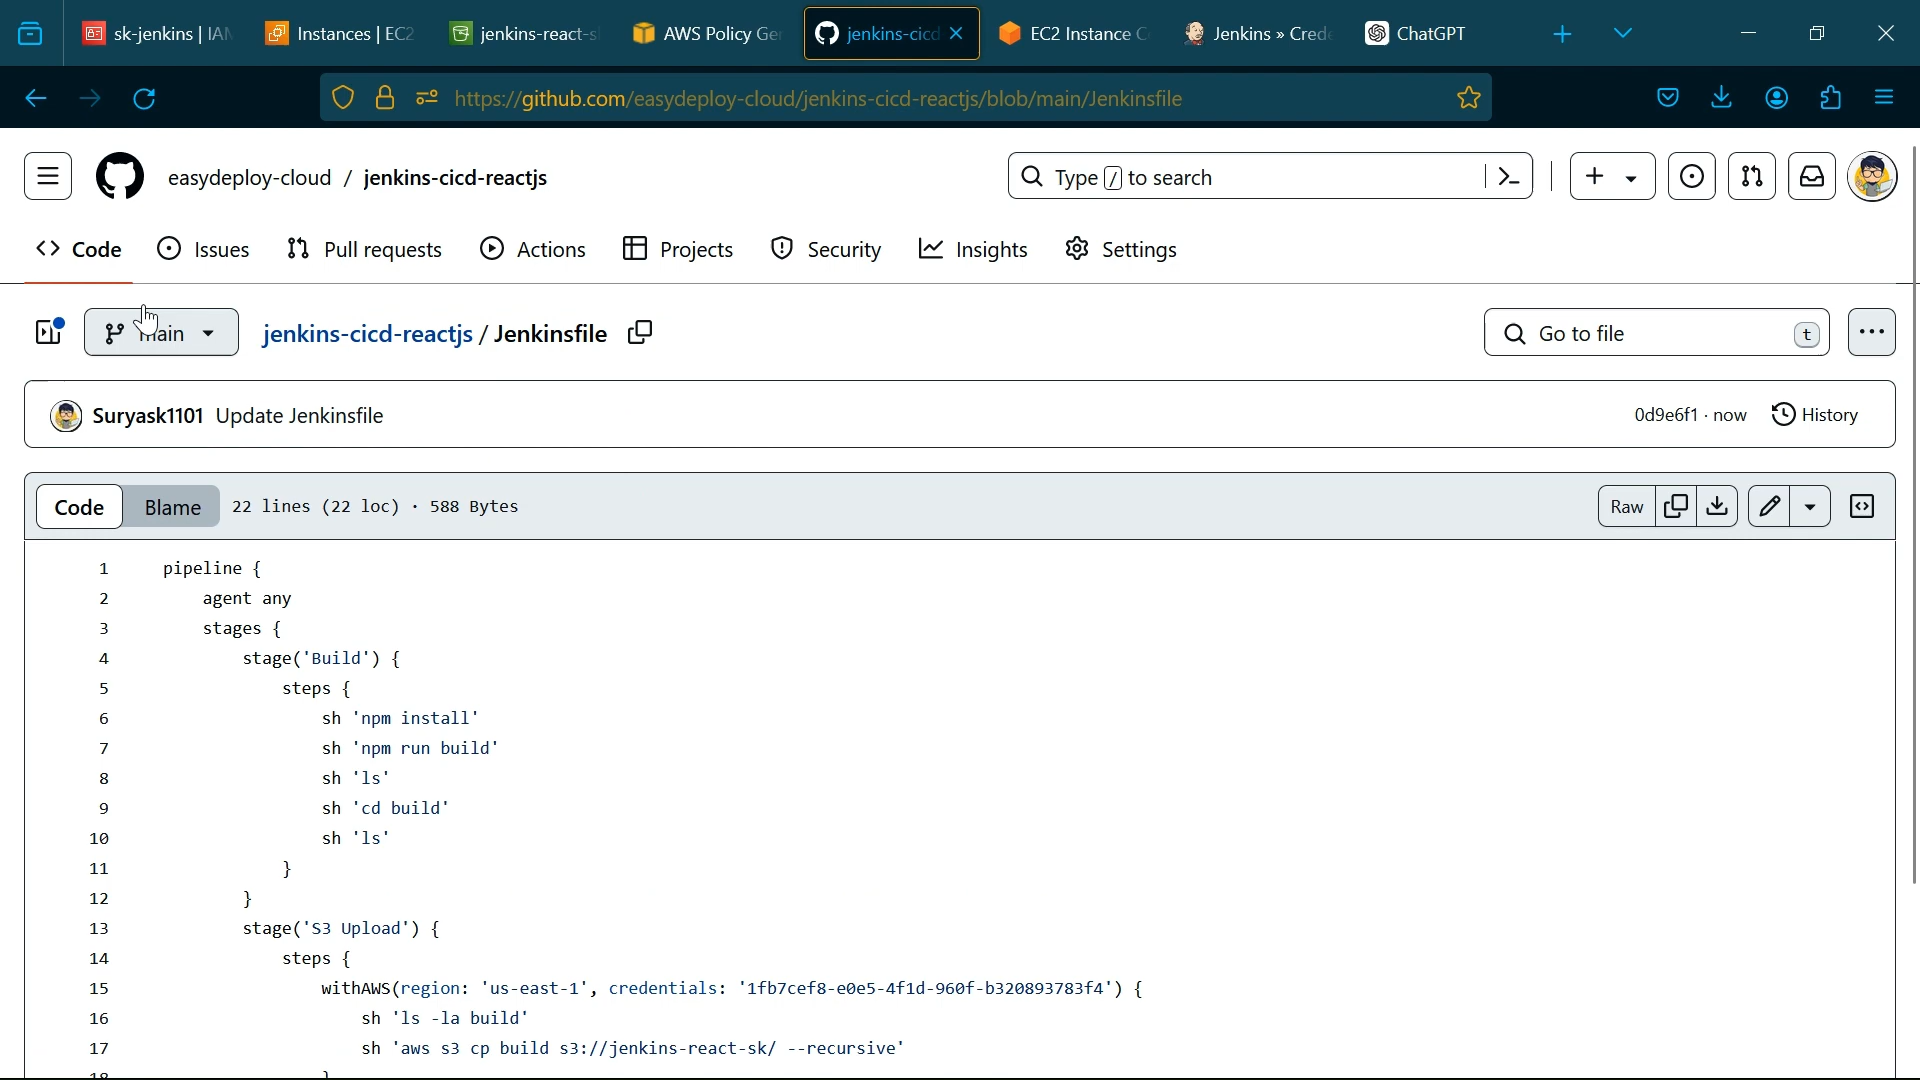 sk-jenkins | IAM
Instances | EC2
jenkins-react-s
AWS Policy Ge
jenkins-cicd
EC2 Instance C
Jenkins » Crede
ChatGPT
https://github.com/easydeploy-cloud/jenkins-cicd-reactjs/blob/main/Jenkinsfile
easydeploy-cloud / jenkins-cicd-reactjs
Type / to search
Code
Issues
Pull requests
Actions
Projects
Security
Insights
Settings
main
jenkins-cicd-reactjs / Jenkinsfile
Go to file
t
Suryask1101 Update Jenkinsfile
0d9e6f1 · now
History
Code
Blame
22 lines (22 loc) · 588 Bytes
Raw
1 pipeline {
2 agent any
3 stages {
4 stage('Build') {
5 steps {
6 sh 'npm install'
7 sh 'npm run build'
8 sh 'ls'
9 sh 'cd build'
10 sh 'ls'
11 }
12 }
13 stage('S3 Upload') {
14 steps {
15 withAWS(region: 'us-east-1', credentials: '1fb7cef8-e0e5-4f1d-960f-b320893783f4') {
16 sh 'ls -la build'
17 sh 'aws s3 cp build s3://jenkins-react-sk/ --recursive'
18 }